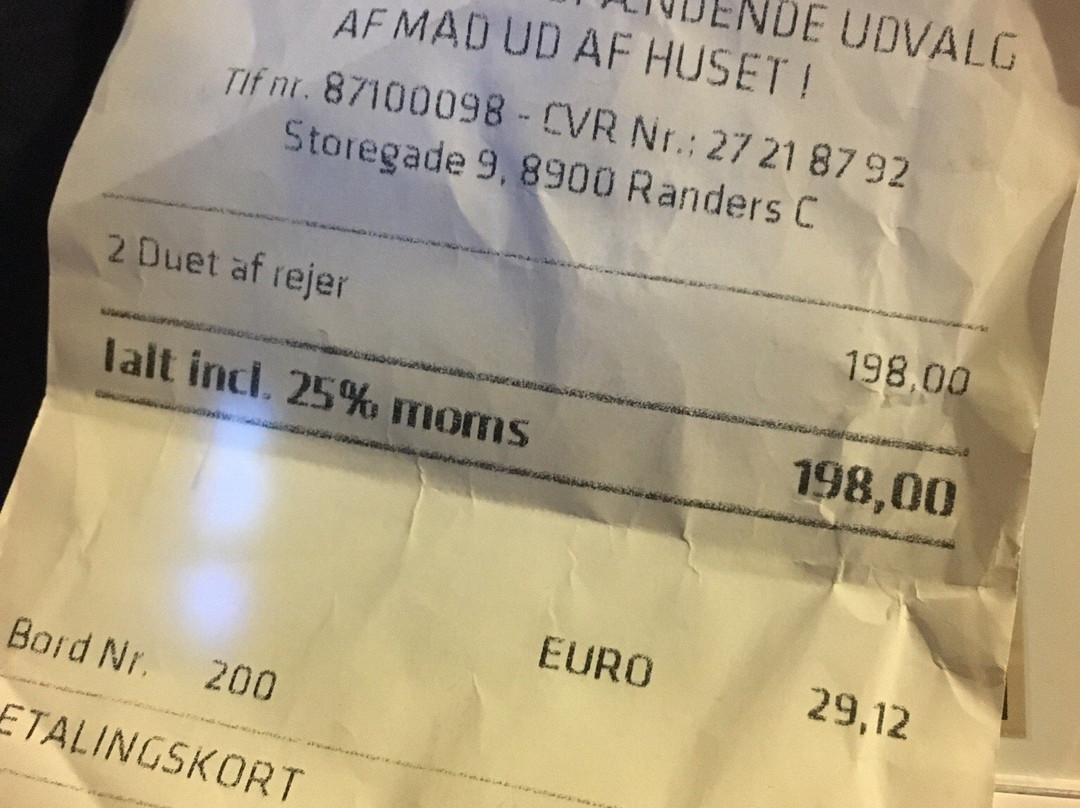 UDVALG
AF MAD UD AF HUSET !
Tlf nr. 87100098 - CVR Nr.: 27 21 87 92
Storegade 9, 8900 Randers C
2 Duet af rejer
198,00
Ialt incl. 25% moms
198,00
EURO 29,12
Bord Nr. 200
ETALINGSKORT